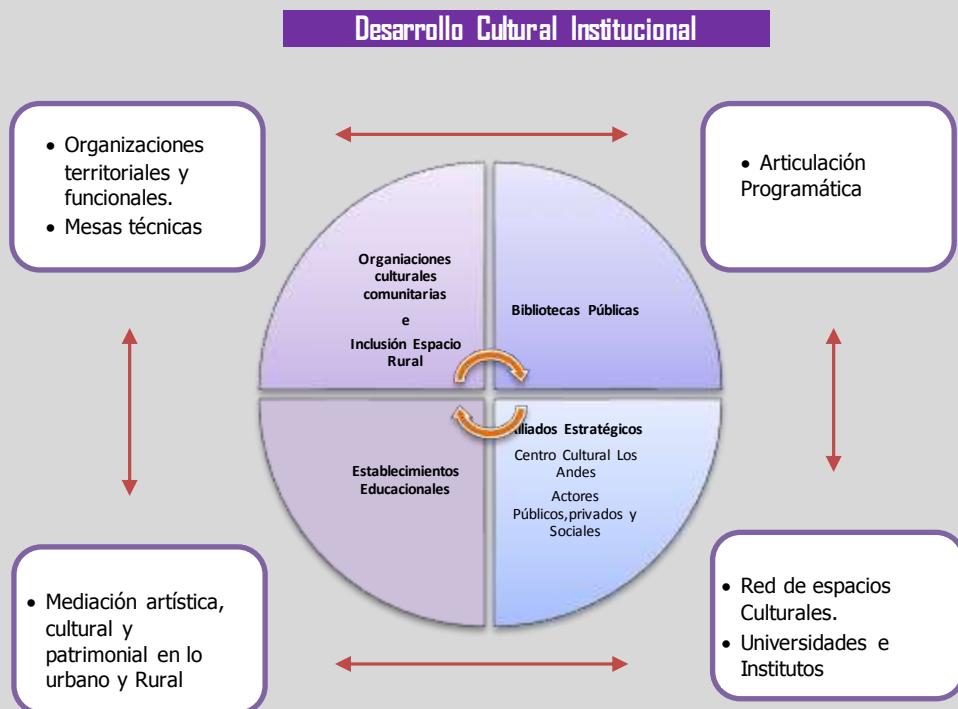 Desarrollo Cultural Institucional
• Organizaciones
territoriales y
funcionales.
• Mesas técnicas
• Articulación
Programática
Organiaciones
culturales
comunitarias
e
Inclusión Espacio
Rural
Bibliotecas Públicas
Establecimientos
Educacionales
Estratégicos
Centro Cultural Los
Andes
Actores
Públicos,privados y
Sociales
• Mediación artística,
cultural y
patrimonial en lo
urbano y Rural
• Red de espacios
Culturales.
• Universidades e
Institutos